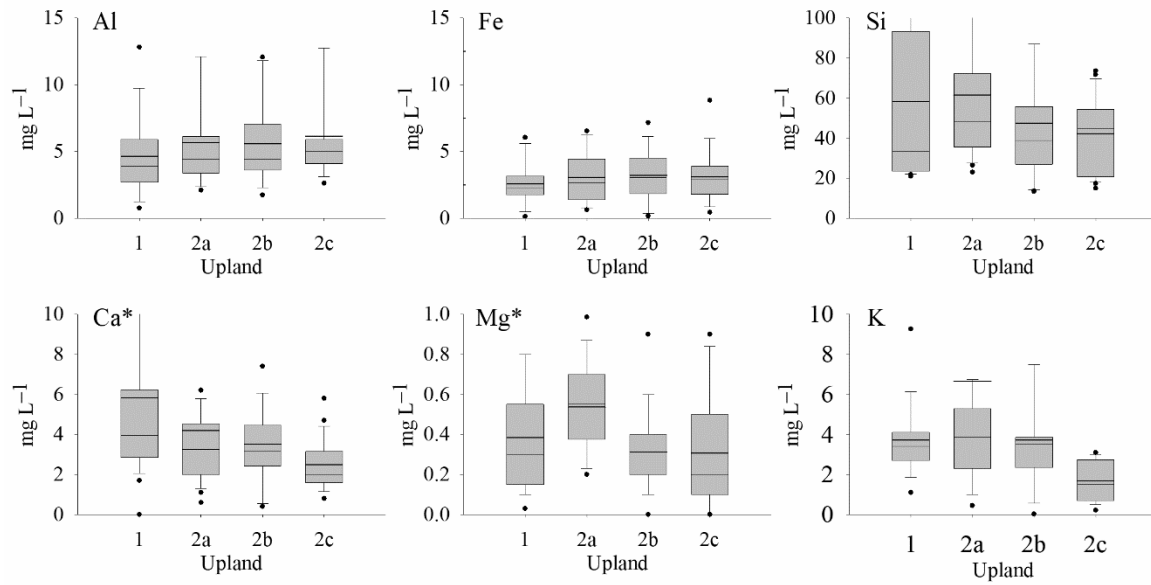 Al
15
10
5
0
mg L−1
1 2a 2b 2c
Upland
Fe
15
10
5
0
mg L−1
1 2a 2b 2c
Upland
Si
100
80
60
40
20
0
mg L−1
1 2a 2b 2c
Upland
Ca*
10
8
6
4
2
0
mg L−1
1 2a 2b 2c
Upland
Mg*
1.0
0.8
0.6
0.4
0.2
0.0
mg L−1
1 2a 2b 2c
Upland
K
10
8
6
4
2
0
mg L−1
1 2a 2b 2c
Upland